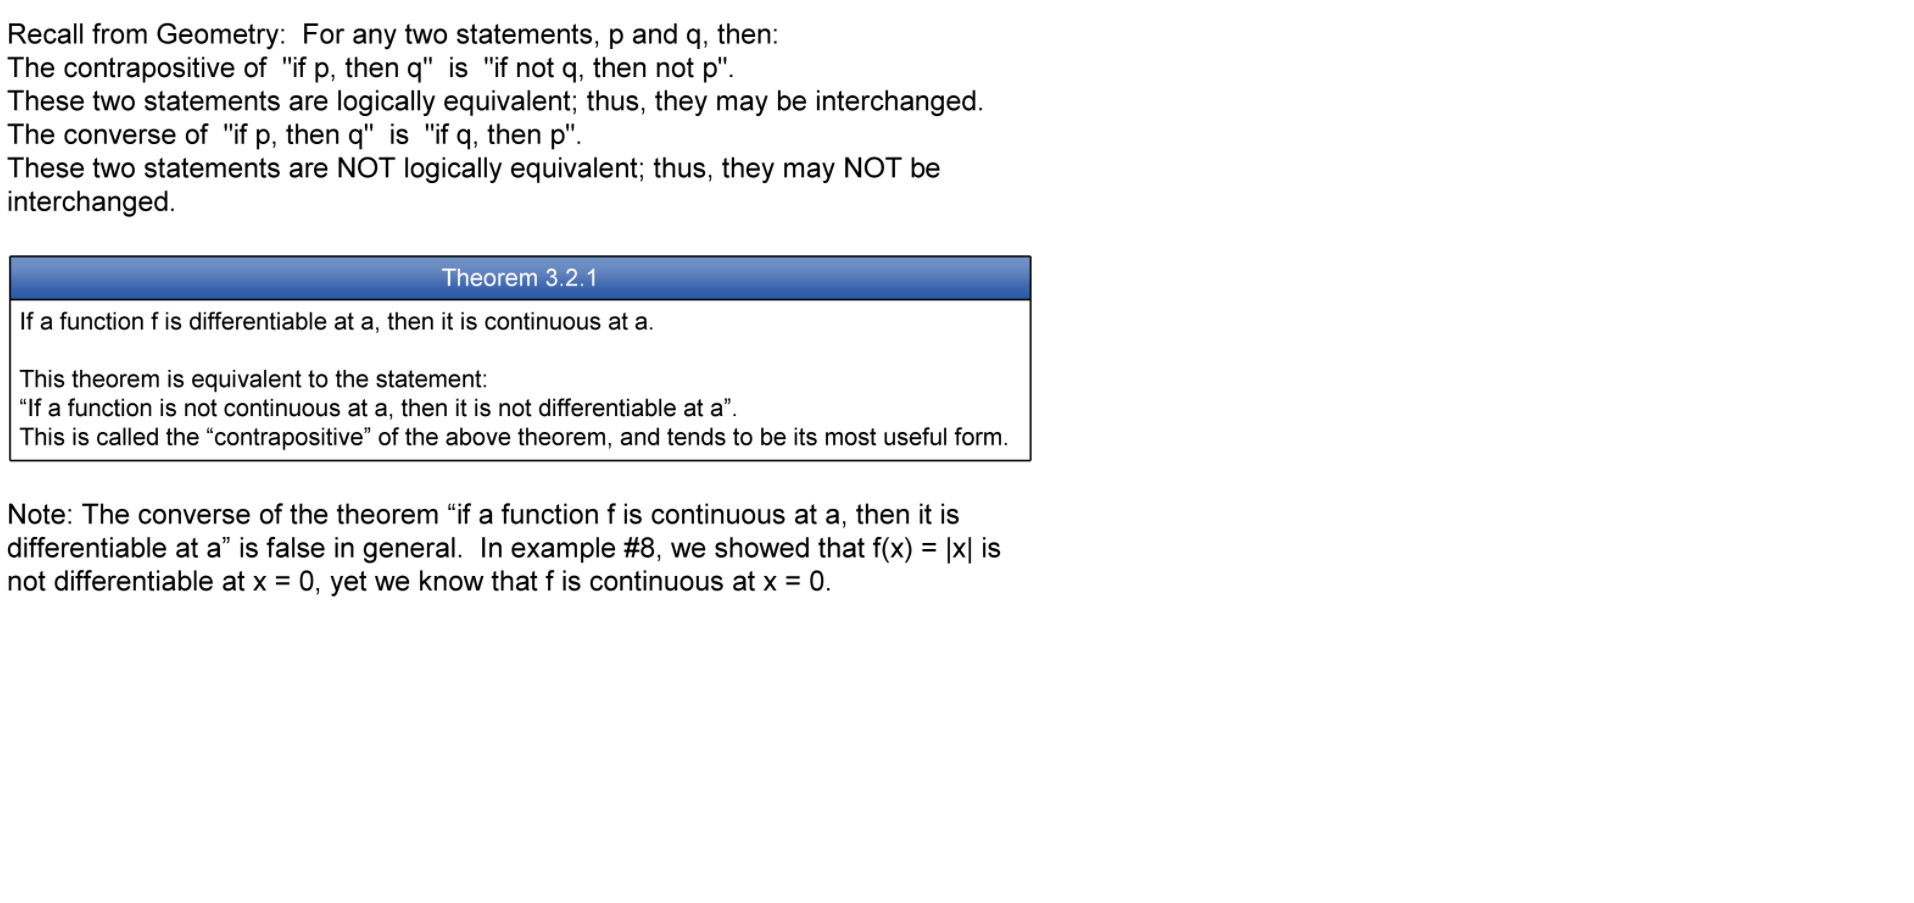 Recall from Geometry:  For any two statements, p and q, then:
The contrapositive of  "if p, then q"  is  "if not q, then not p".
These two statements are logically equivalent; thus, they may be interchanged.
The converse of  "if p, then q"  is  "if q, then p".
These two statements are NOT logically equivalent; thus, they may NOT be
interchanged.
Theorem 3.2.1
If a function f is differentiable at a, then it is continuous at a.
This theorem is equivalent to the statement:
“If a function is not continuous at a, then it is not differentiable at a”.
This is called the “contrapositive” of the above theorem, and tends to be its most useful form.
Note: The converse of the theorem “if a function f is continuous at a, then it is
differentiable at a” is false in general.  In example #8, we showed that f(x) = |x| is
not differentiable at x = 0, yet we know that f is continuous at x = 0.